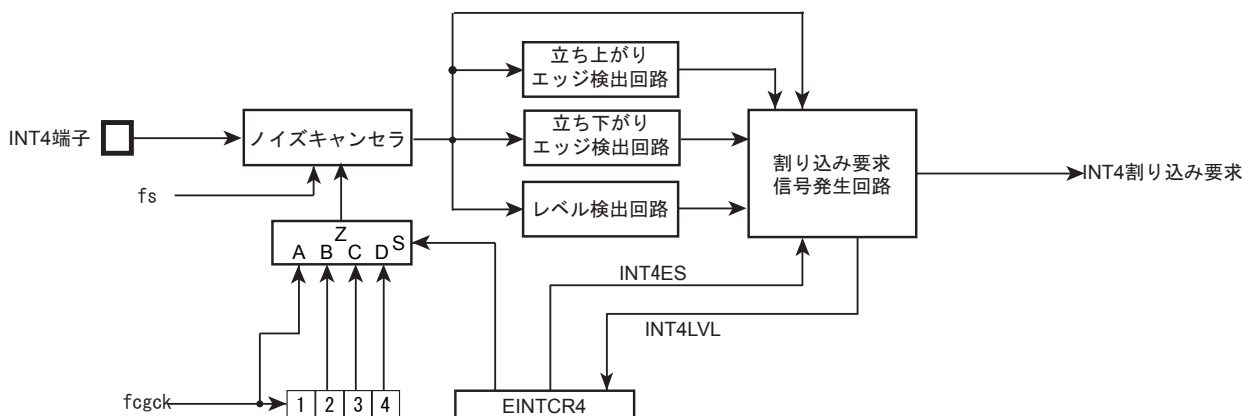 立ち上がり
エッジ検出回路
INT4端子
ノイズキャンセラ
立ち下がり
エッジ検出回路
割り込み要求
信号発生回路
INT4割り込み要求
fs
レベル検出回路
Z
S
A B C D
INT4ES
INT4LVL
fcgck
1 2 3 4
EINTCR4